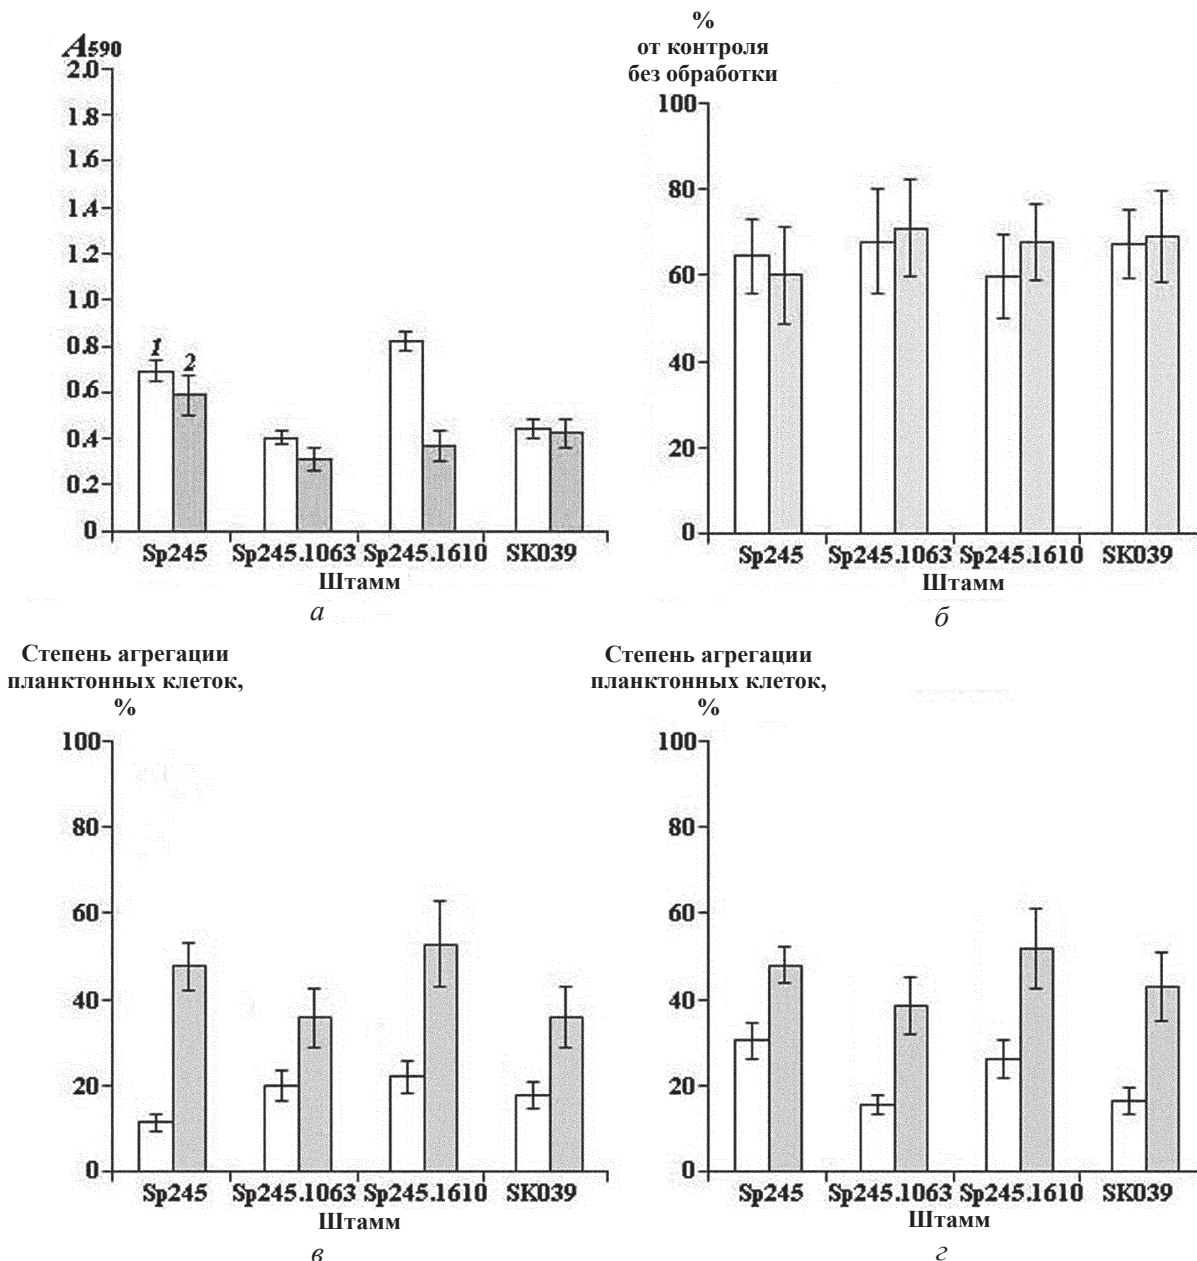 A590
2.0
1.8
1.6
1.4
1.2
1.0
0.8
0.6
0.4
0.2
0
1
2
Sp245 Sp245.1063 Sp245.1610 SK039
Штамм
а
%
от контроля
без обработки
100
80
60
40
20
0
Sp245 Sp245.1063 Sp245.1610 SK039
Штамм
б
Степень агрегации
планктонных клеток,
%
100
80
60
40
20
0
Sp245 Sp245.1063 Sp245.1610 SK039
Штамм
в
Степень агрегации
планктонных клеток,
%
100
80
60
40
20
0
Sp245 Sp245.1063 Sp245.1610 SK039
Штамм
г